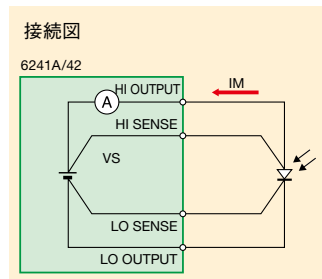 接続図
6241A/42
HI OUTPUT
IM
A
HI SENSE
VS
LO SENSE
LO OUTPUT